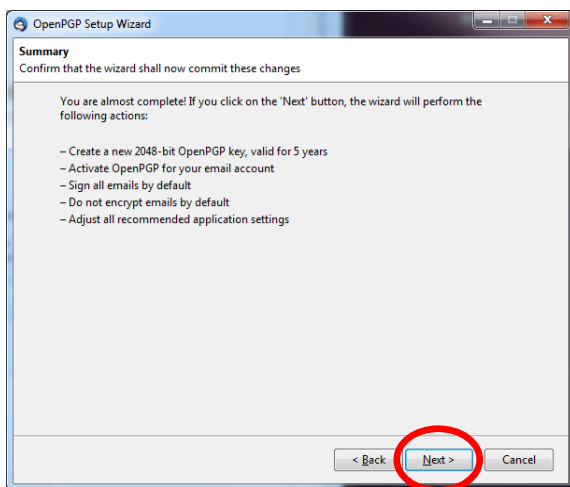 OpenPGP Setup Wizard
Summary
Confirm that the wizard shall now commit these changes
You are almost complete! If you click on the 'Next' button, the wizard will perform the
following actions:
– Create a new 2048-bit OpenPGP key, valid for 5 years
– Activate OpenPGP for your email account
– Sign all emails by default
– Do not encrypt emails by default
– Adjust all recommended application settings
< Back
Next >
Cancel